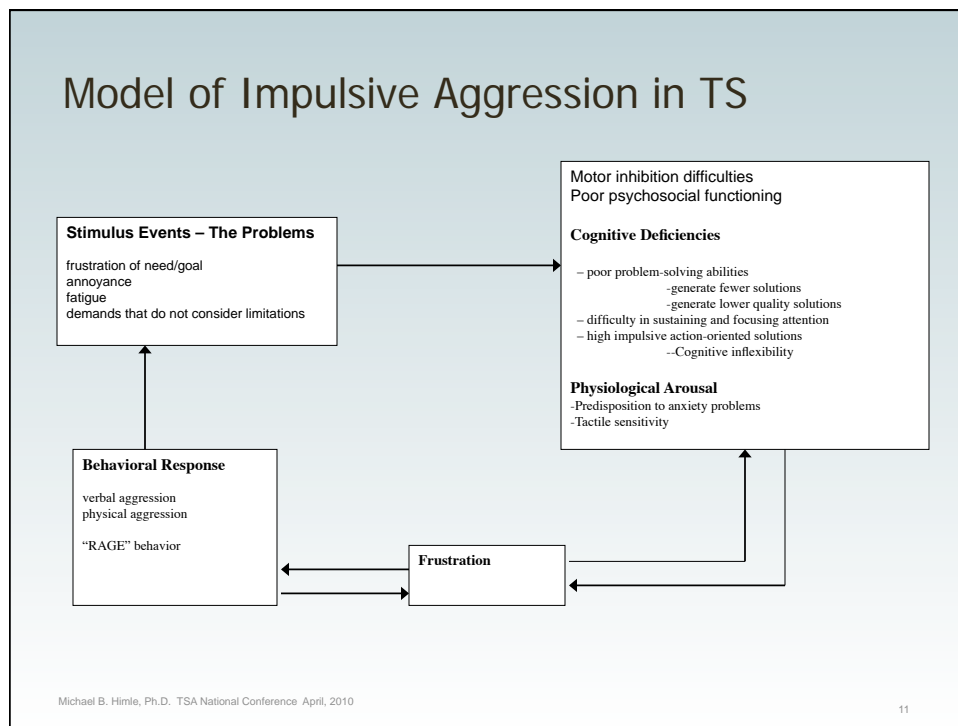 Model of Impulsive Aggression in TS
Stimulus Events – The Problems
frustration of need/goal
annoyance
fatigue
demands that do not consider limitations
Motor inhibition difficulties
Poor psychosocial functioning
Cognitive Deficiencies
– poor problem-solving abilities
-generate fewer solutions
-generate lower quality solutions
– difficulty in sustaining and focusing attention
– high impulsive action-oriented solutions
--Cognitive inflexibility
Physiological Arousal
-Predisposition to anxiety problems
-Tactile sensitivity
Behavioral Response
verbal aggression
physical aggression
“RAGE” behavior
Frustration
Michael B. Himle, Ph.D. TSA National Conference April, 2010
11